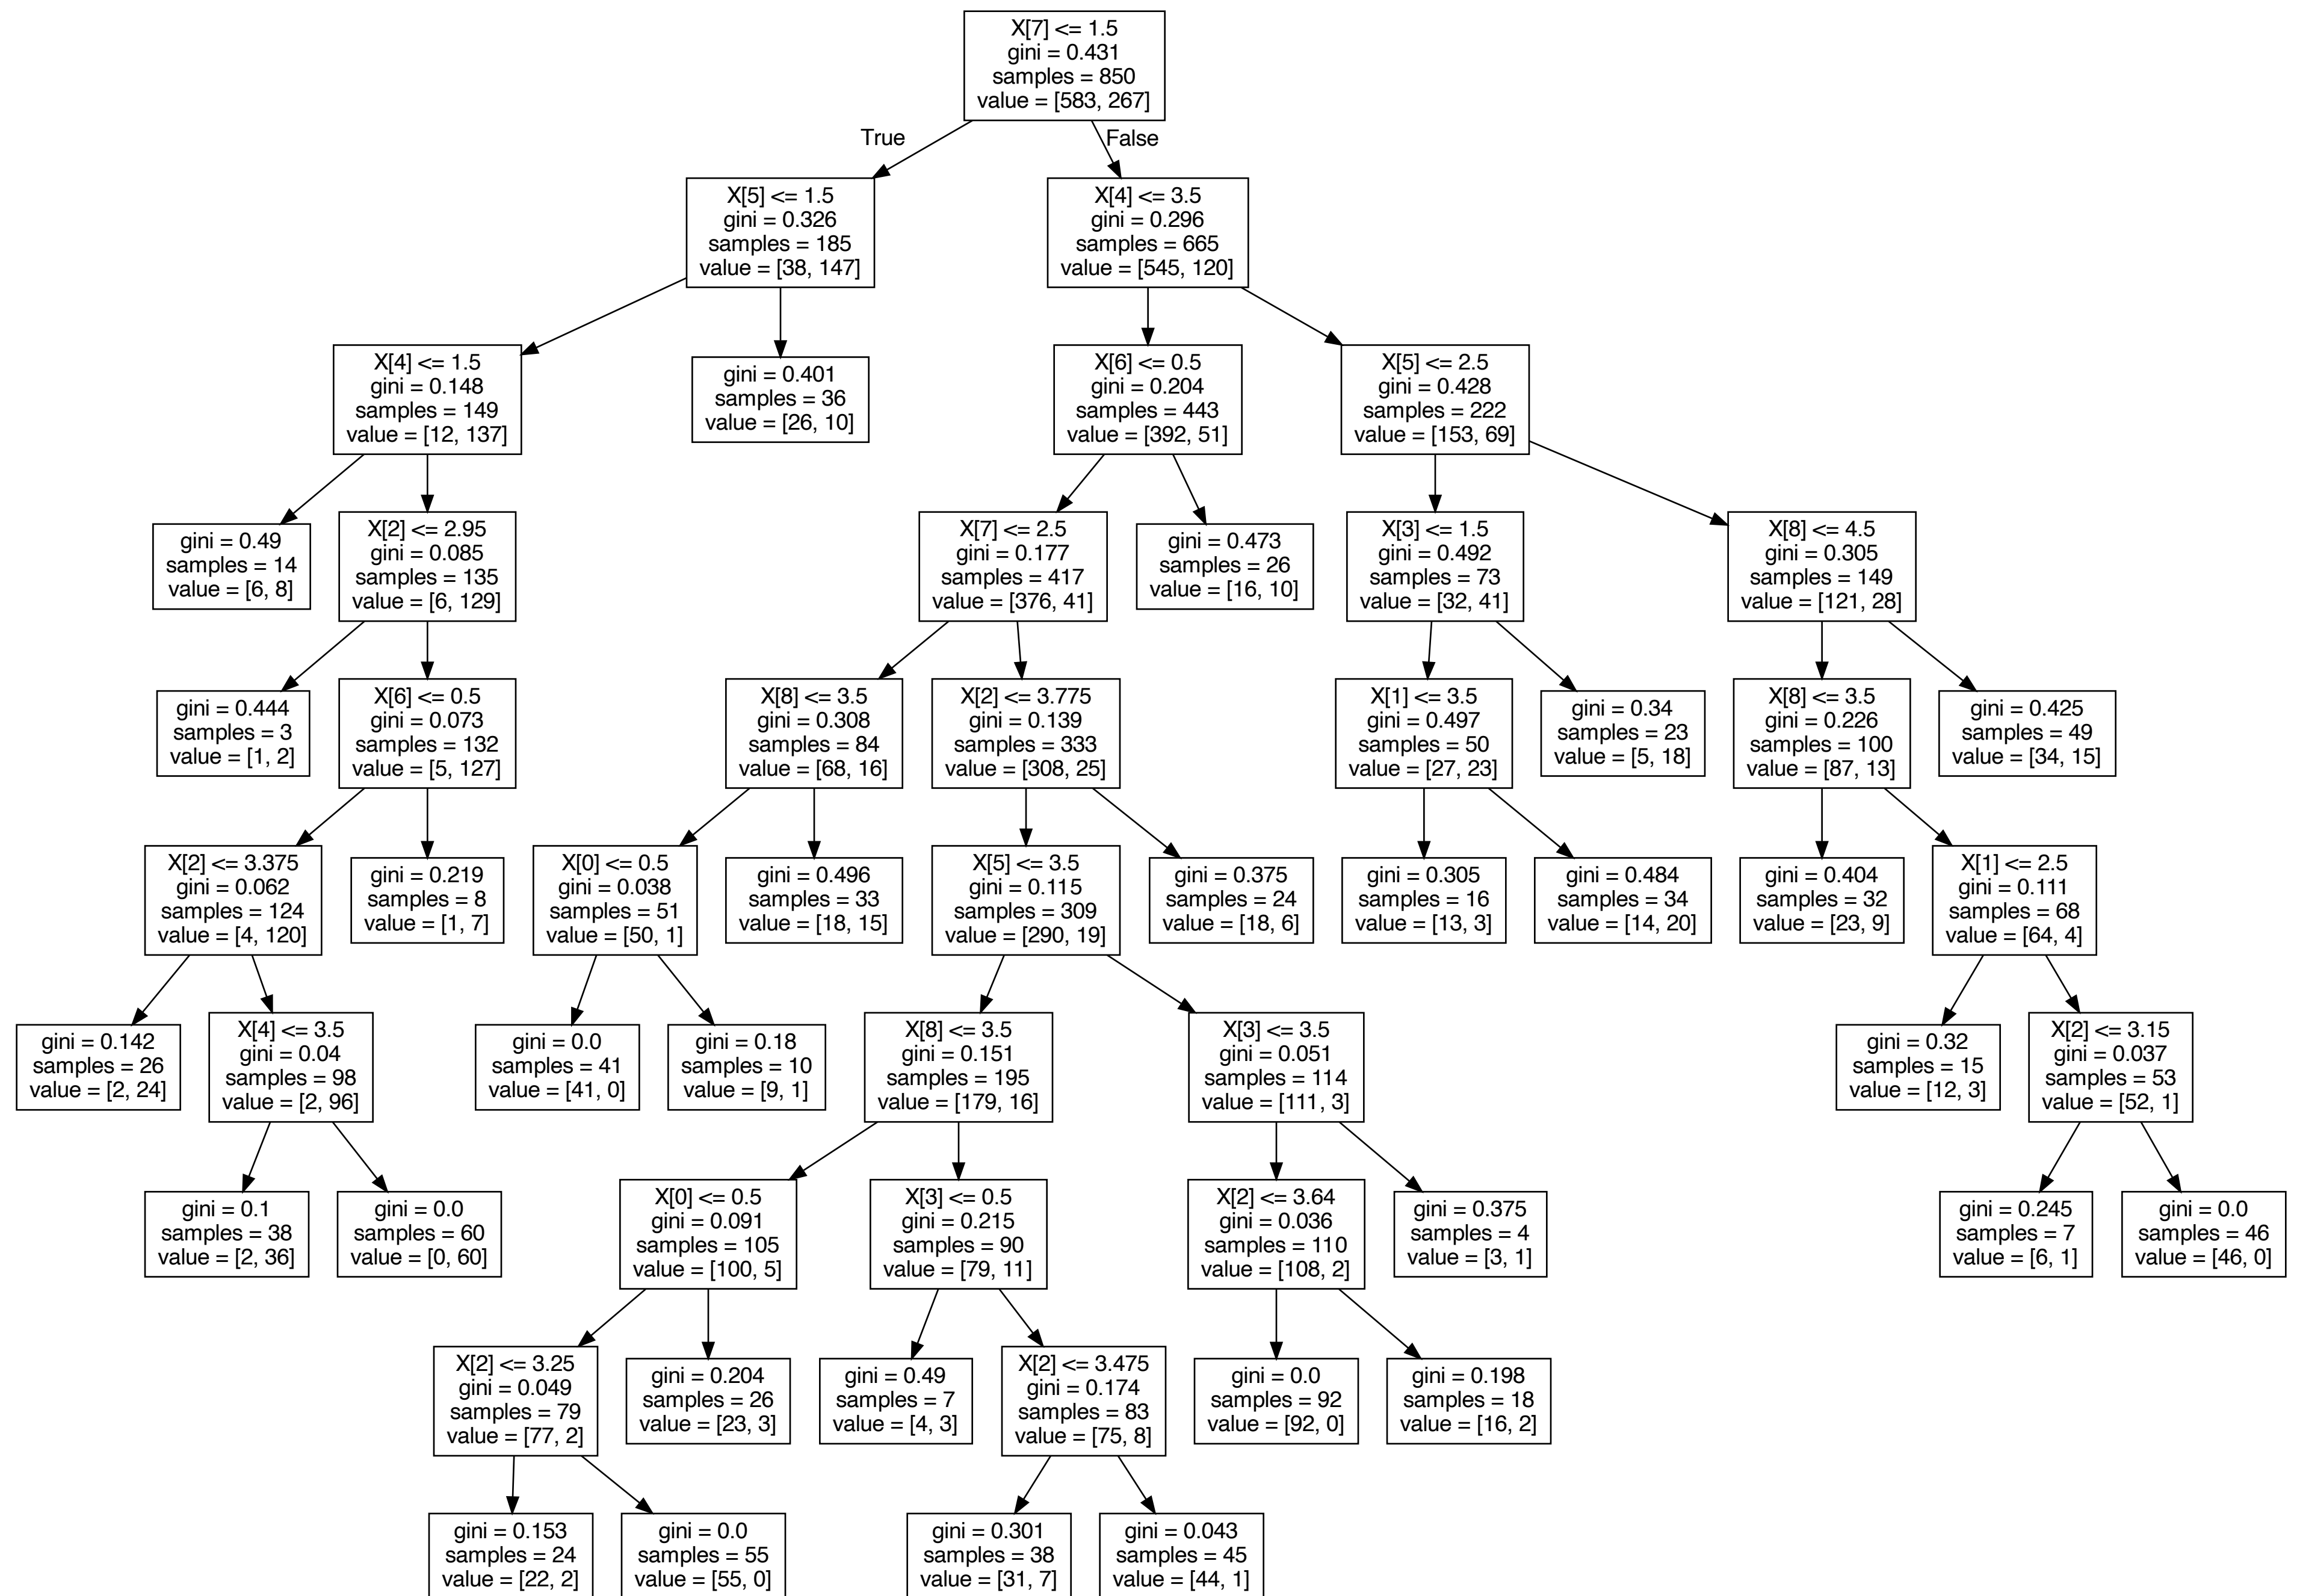 X[7] <= 1.5
gini = 0.431
samples = 850
value = [583, 267]
True
False
X[5] <= 1.5
gini = 0.326
samples = 185
value = [38, 147]
X[4] <= 3.5
gini = 0.296
samples = 665
value = [545, 120]
X[4] <= 1.5
gini = 0.148
samples = 149
value = [12, 137]
gini = 0.401
samples = 36
value = [26, 10]
X[6] <= 0.5
gini = 0.204
samples = 443
value = [392, 51]
X[5] <= 2.5
gini = 0.428
samples = 222
value = [153, 69]
gini = 0.49
samples = 14
value = [6, 8]
X[2] <= 2.95
gini = 0.085
samples = 135
value = [6, 129]
X[7] <= 2.5
gini = 0.177
samples = 417
value = [376, 41]
gini = 0.473
samples = 26
value = [16, 10]
X[3] <= 1.5
gini = 0.492
samples = 73
value = [32, 41]
X[8] <= 4.5
gini = 0.305
samples = 149
value = [121, 28]
gini = 0.444
samples = 3
value = [1, 2]
X[6] <= 0.5
gini = 0.073
samples = 132
value = [5, 127]
X[8] <= 3.5
gini = 0.308
samples = 84
value = [68, 16]
X[2] <= 3.775
gini = 0.139
samples = 333
value = [308, 25]
X[1] <= 3.5
gini = 0.497
samples = 50
value = [27, 23]
gini = 0.34
samples = 23
value = [5, 18]
X[8] <= 3.5
gini = 0.226
samples = 100
value = [87, 13]
gini = 0.425
samples = 49
value = [34, 15]
X[2] <= 3.375
gini = 0.062
samples = 124
value = [4, 120]
gini = 0.219
samples = 8
value = [1, 7]
X[0] <= 0.5
gini = 0.038
samples = 51
value = [50, 1]
gini = 0.496
samples = 33
value = [18, 15]
X[5] <= 3.5
gini = 0.115
samples = 309
value = [290, 19]
gini = 0.375
samples = 24
value = [18, 6]
gini = 0.305
samples = 16
value = [13, 3]
gini = 0.484
samples = 34
value = [14, 20]
gini = 0.404
samples = 32
value = [23, 9]
X[1] <= 2.5
gini = 0.111
samples = 68
value = [64, 4]
gini = 0.142
samples = 26
value = [2, 24]
X[4] <= 3.5
gini = 0.04
samples = 98
value = [2, 96]
gini = 0.0
samples = 41
value = [41, 0]
gini = 0.18
samples = 10
value = [9, 1]
X[8] <= 3.5
gini = 0.151
samples = 195
value = [179, 16]
X[3] <= 3.5
gini = 0.051
samples = 114
value = [111, 3]
gini = 0.32
samples = 15
value = [12, 3]
X[2] <= 3.15
gini = 0.037
samples = 53
value = [52, 1]
gini = 0.1
samples = 38
value = [2, 36]
gini = 0.0
samples = 60
value = [0, 60]
X[0] <= 0.5
gini = 0.091
samples = 105
value = [100, 5]
X[3] <= 0.5
gini = 0.215
samples = 90
value = [79, 11]
X[2] <= 3.64
gini = 0.036
samples = 110
value = [108, 2]
gini = 0.375
samples = 4
value = [3, 1]
gini = 0.245
samples = 7
value = [6, 1]
gini = 0.0
samples = 46
value = [46, 0]
X[2] <= 3.25
gini = 0.049
samples = 79
value = [77, 2]
gini = 0.204
samples = 26
value = [23, 3]
gini = 0.49
samples = 7
value = [4, 3]
X[2] <= 3.475
gini = 0.174
samples = 83
value = [75, 8]
gini = 0.0
samples = 92
value = [92, 0]
gini = 0.198
samples = 18
value = [16, 2]
gini = 0.153
samples = 24
value = [22, 2]
gini = 0.0
samples = 55
value = [55, 0]
gini = 0.301
samples = 38
value = [31, 7]
gini = 0.043
samples = 45
value = [44, 1]